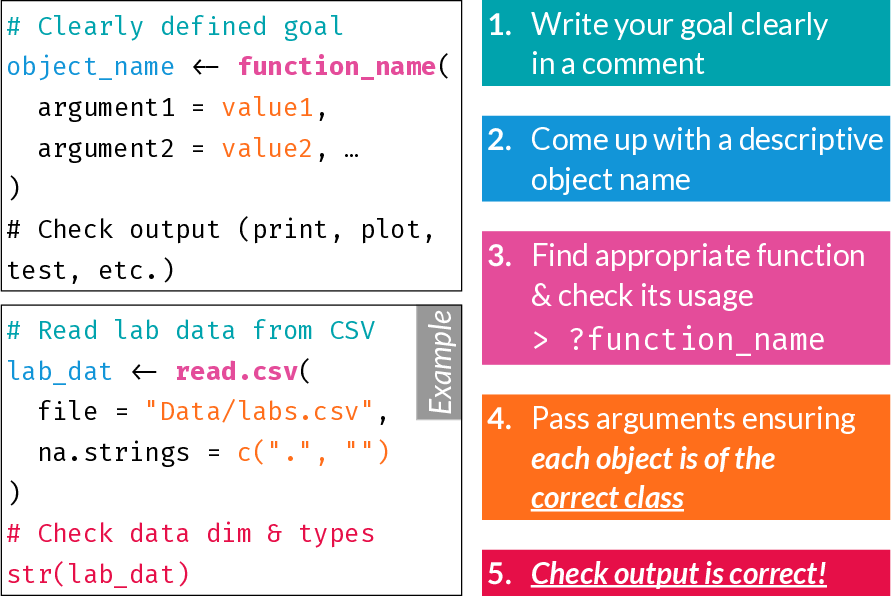 # Clearly defined goal
object_name <- function_name(
  argument1 = value1,
  argument2 = value2, …
)
# Check output (print, plot,
test, etc.)
# Read lab data from CSV
lab_dat <- read.csv(
  file = "Data/labs.csv",
  na.strings = c(".", "")
)
# Check data dim & types
str(lab_dat)
Example
1. Write your goal clearly
in a comment
2. Come up with a descriptive
object name
3. Find appropriate function
& check its usage
> ?function_name
4. Pass arguments ensuring
each object is of the
correct class
5. Check output is correct!